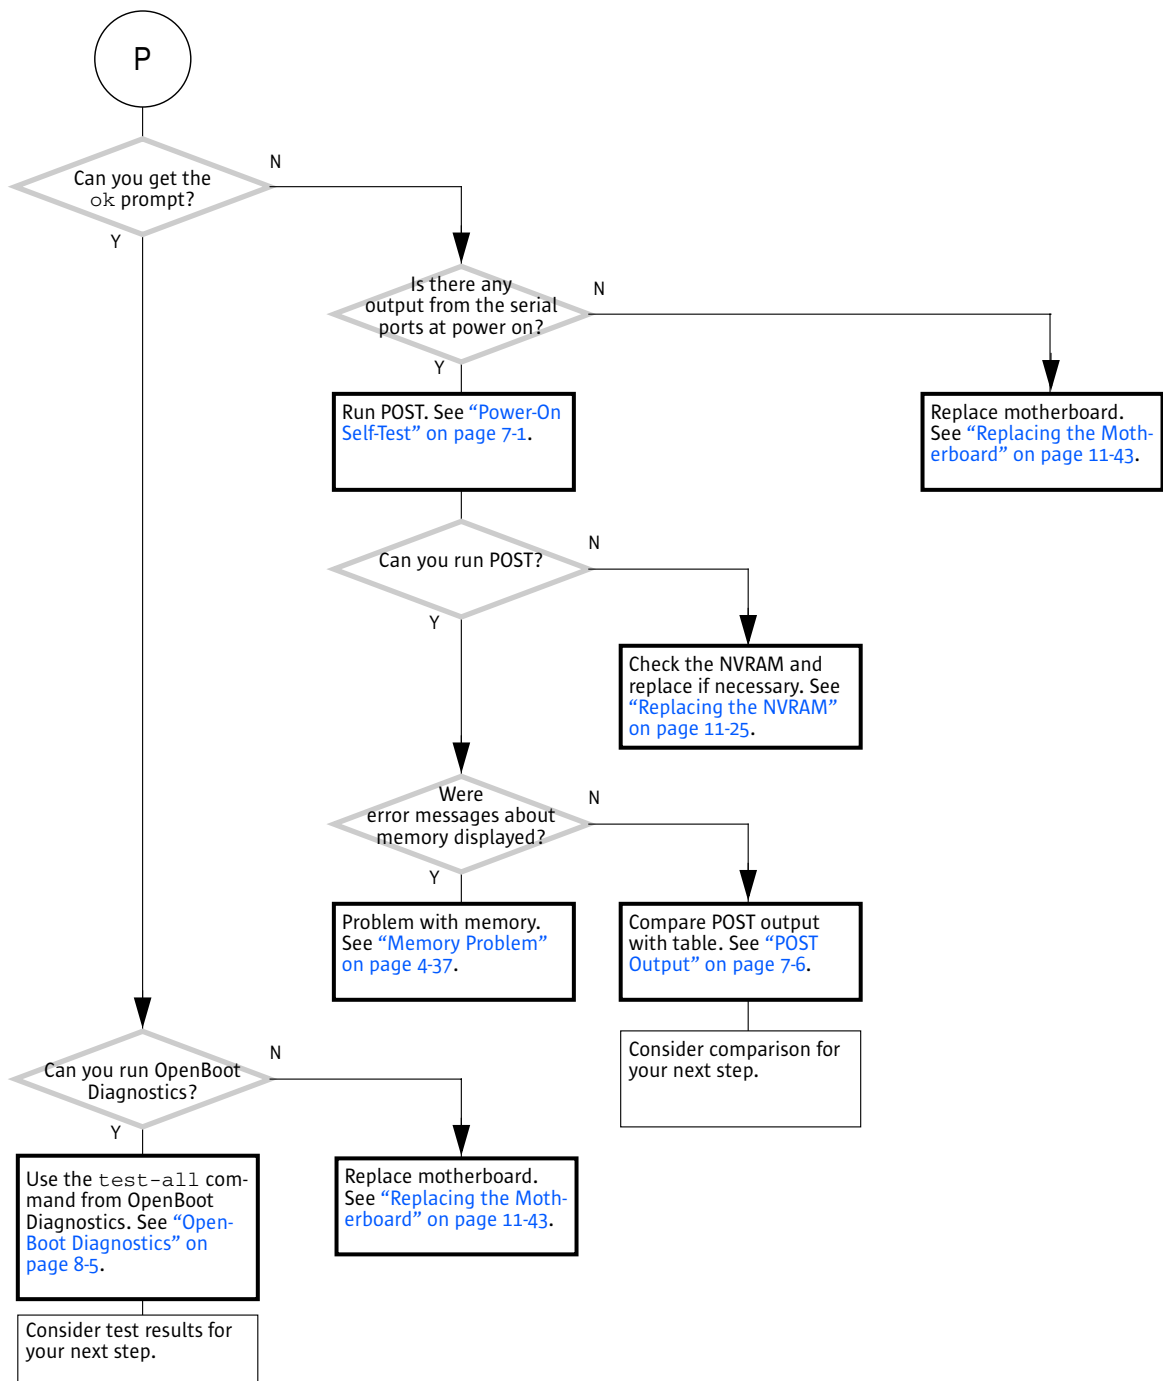 P
Can you get the
ok prompt?
N
Y
Is there any
output from the serial
ports at power on?
N
Y
Run POST. See “Power-On
Self-Test” on page 7-1.
Replace motherboard.
See “Replacing the Moth-
erboard” on page 11-43.
Can you run POST?
N
Y
Check the NVRAM and
replace if necessary. See
“Replacing the NVRAM”
on page 11-25.
Were
error messages about
memory displayed?
N
Y
Problem with memory.
See “Memory Problem”
on page 4-37.
Compare POST output
with table. See “POST
Output” on page 7-6.
Consider comparison for
your next step.
Can you run OpenBoot
Diagnostics?
N
Y
Use the test-all com-
mand from OpenBoot
Diagnostics. See “Open-
Boot Diagnostics” on
page 8-5.
Replace motherboard.
See “Replacing the Moth-
erboard” on page 11-43.
Consider test results for
your next step.